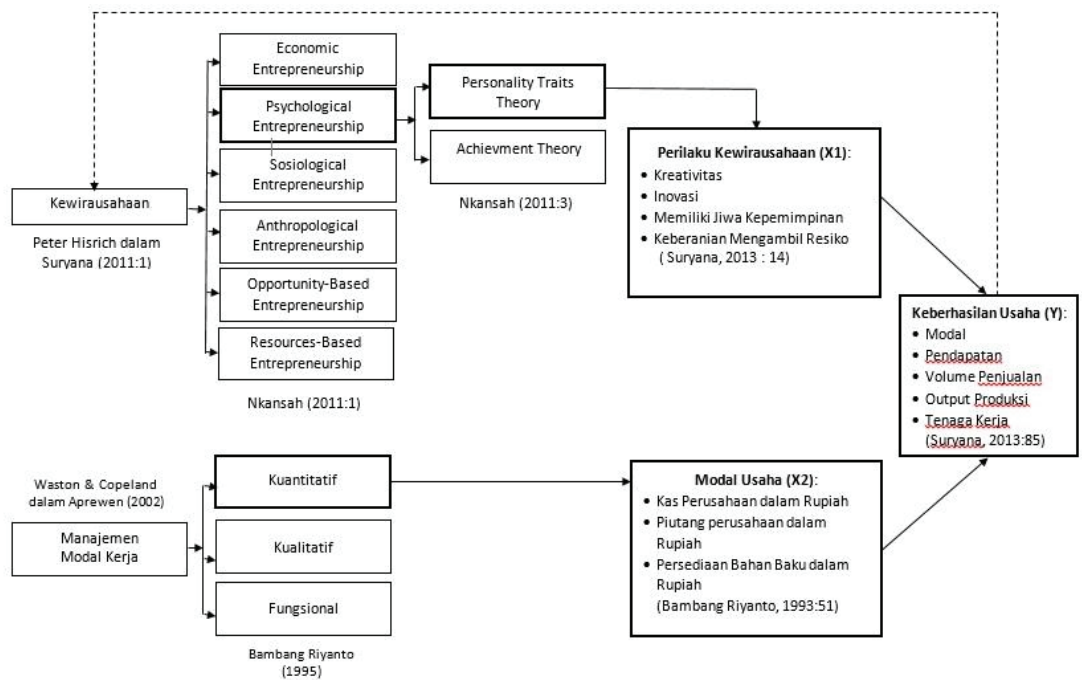 Economic
Entrepreneurship
Psychological
Entrepreneurship
Sosiological
Entrepreneurship
Anthropological
Entrepreneurship
Opportunity-Based
Entrepreneurship
Resources-Based
Entrepreneurship
Nkansah (2011:1)
Kewirausahaan
Peter Hisrich dalam
Suryana (2011:1)
Personality Traits
Theory
Achievment Theory
Nkansah (2011:3)
Perilaku Kewirausahaan (X1):
• Kreativitas
• Inovasi
• Memiliki Jiwa Kepemimpinan
• Keberanian Mengambil Resiko
( Suryana, 2013 : 14)
Keberhasilan Usaha (Y):
• Modal
• Pendapatan
• Volume Penjualan
• Output Produksi
• Tenaga Kerja
(Suryana, 2013:85)
Waston & Copeland
dalam Aprewen (2002)
Manajemen
Modal Kerja
Kuantitatif
Kualitatif
Fungsional
Bambang Riyanto
(1995)
Modal Usaha (X2):
• Kas Perusahaan dalam Rupiah
• Piutang perusahaan dalam
Rupiah
• Persediaan Bahan Baku dalam
Rupiah
(Bambang Riyanto, 1993:51)